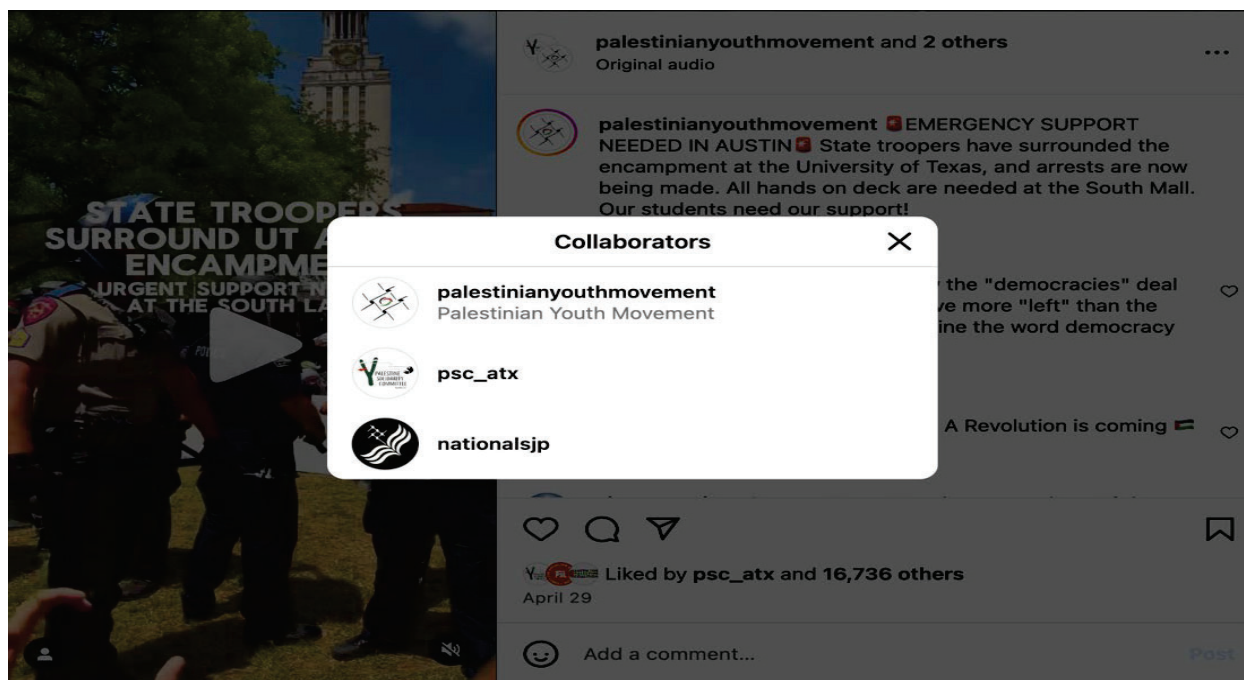 STATE TROOPERS
SURROUND UT A
ENCAMPME
URGENT SUPPORT N
AT THE SOUTH LA
palestinianyouthmovement and 2 others
Original audio
palestinianyouthmovement 🚨EMERGENCY SUPPORT
NEEDED IN AUSTIN🚨 State troopers have surrounded the
encampment at the University of Texas, and arrests are now
being made. All hands on deck are needed at the South Mall.
Our students need our support!
Collaborators
palestinianyouthmovement
Palestinian Youth Movement
PALESTINE
SOLIDARITY
COMMITTEE
psc_atx
nationalsjp
the "democracies" deal
ve more "left" than the
ine the word democracy
A Revolution is coming 🇵🇸
Liked by psc_atx and 16,736 others
April 29
Add a comment...
Post